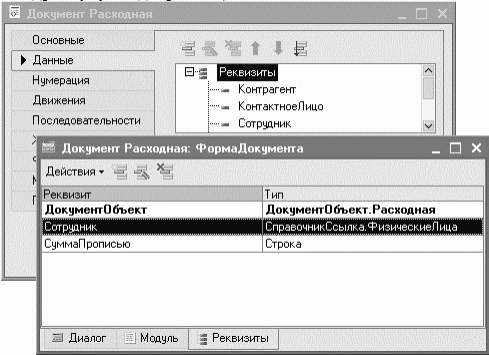 Документ Расходная
Основные
Данные
Нумерация
Движения
Последовательности
Реквизиты
Контрагент
КонтактноеЛицо
Сотрудник
Документ Расходная: ФормаДокумента
Действия
Реквизит Тип
ДокументОбъект ДокументОбъект.Расходная
Сотрудник СправочникСсылка.ФизическиеЛица
СуммаПрописью Строка
Диалог Модуль Реквизиты